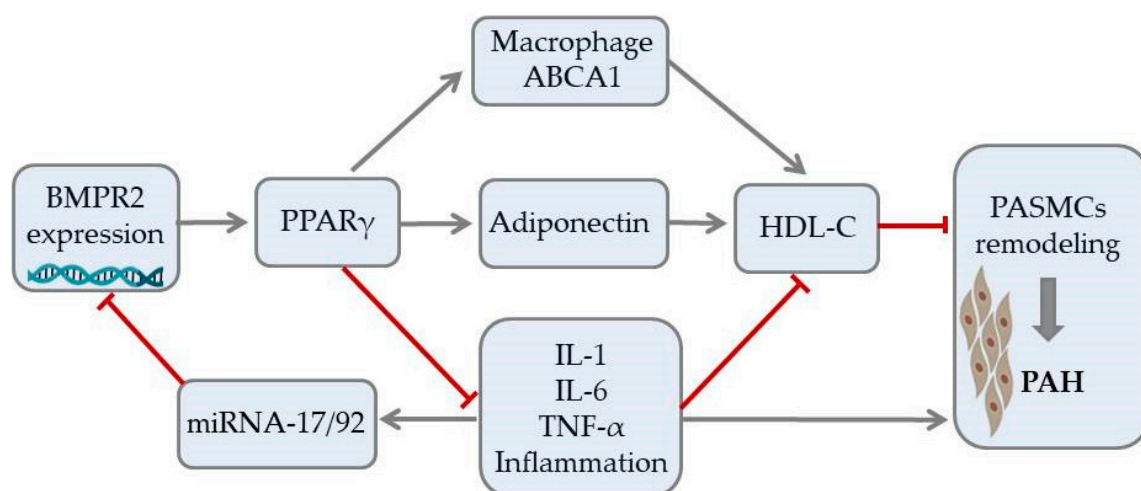 Macrophage
ABCA1
BMPR2
expression
PPARγ
Adiponectin
HDL-C
PASMCs
remodeling
PAH
miRNA-17/92
IL-1
IL-6
TNF-α
Inflammation